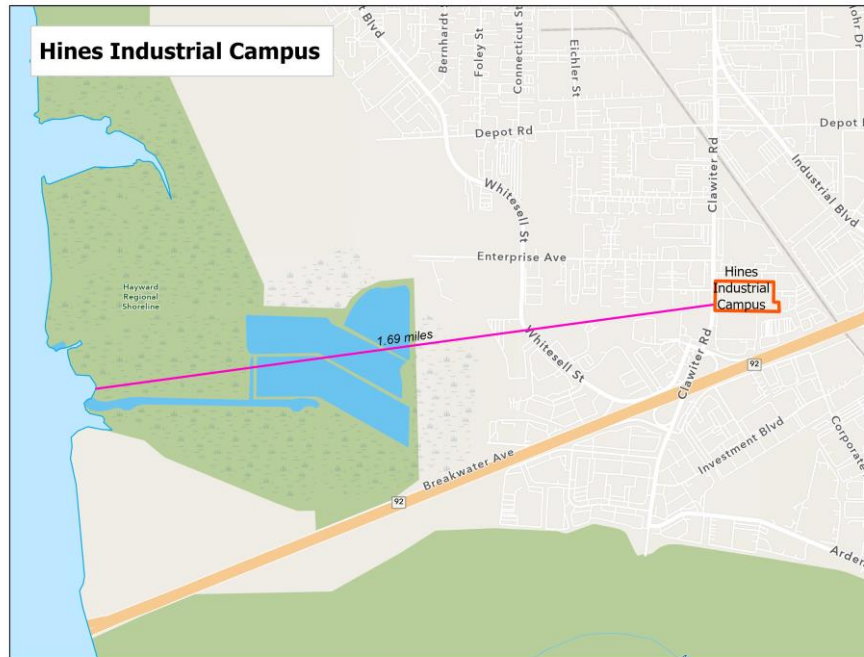 Hines Industrial Campus
Blvd
Bernhardt St
Foley St
Connecticut St
Eichler St
Depot Rd
Depot
Clawiter Rd
Industrial Blvd
Whitesell St
Enterprise Ave
Hines
Industrial
Campus
Hayward
Regional
Shoreline
1.69 miles
Whitesell St
Clawiter Rd
92
Breakwater Ave
92
Investment Blvd
Corporate
Arden